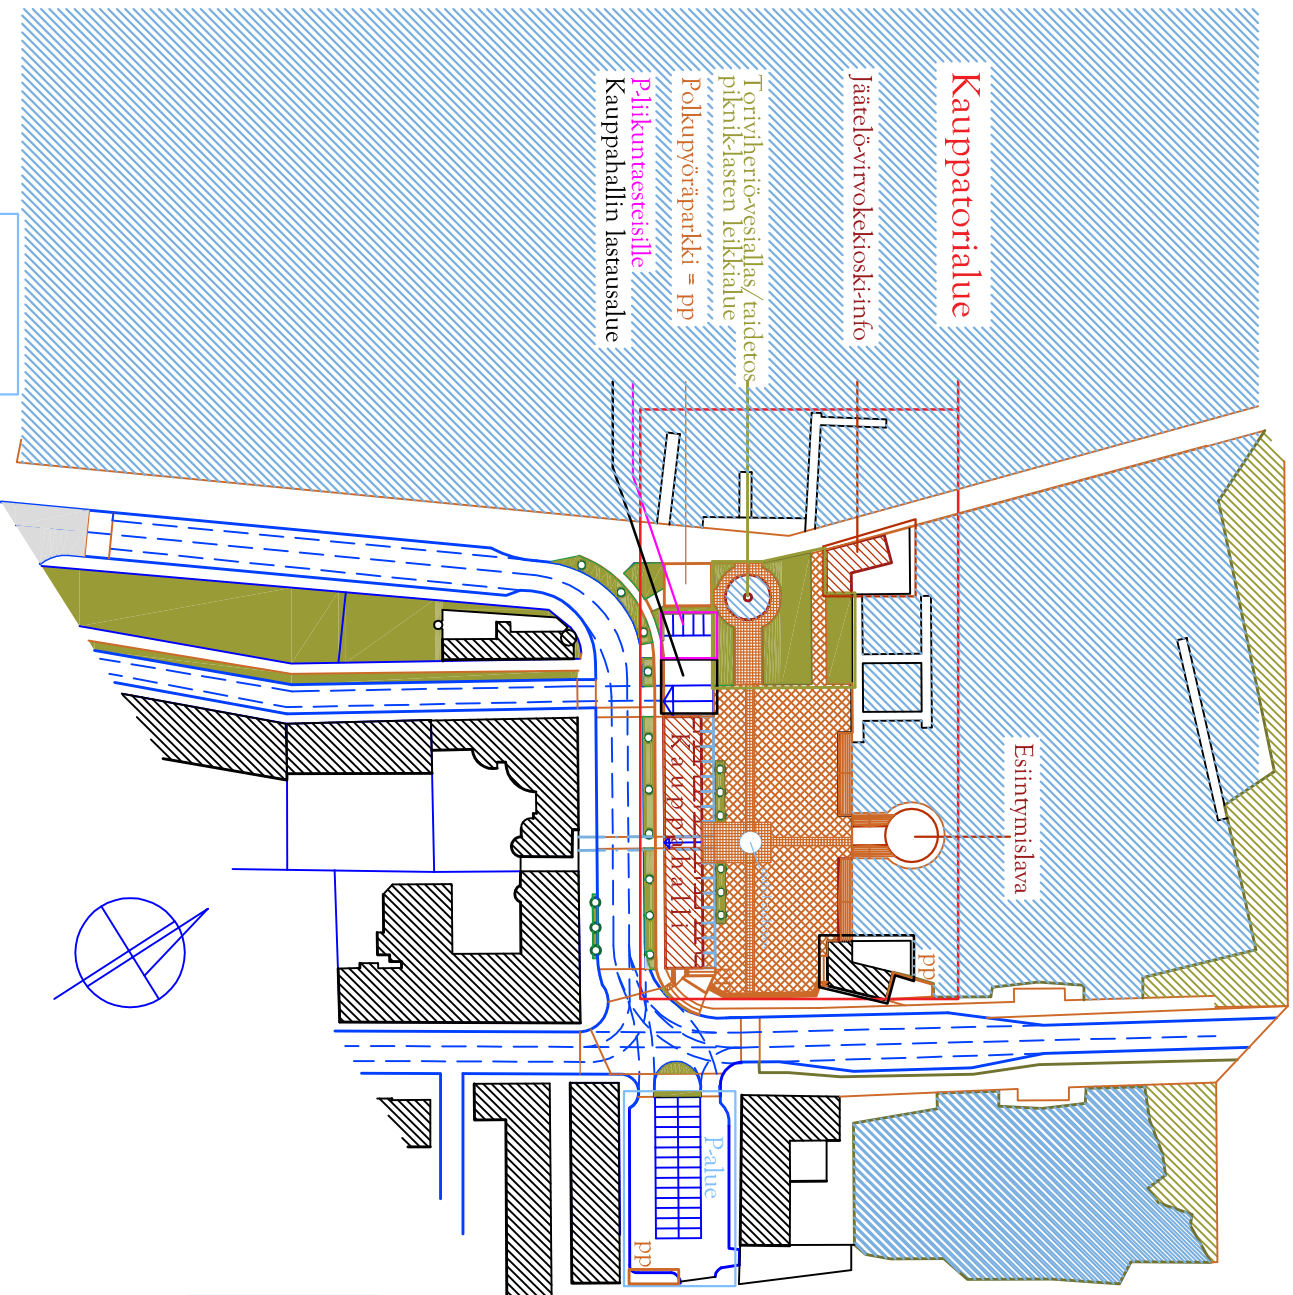 Kauppatorialue
Jäätelö-virvokekioski-info
Toriviheriö-vesiallas/ taidetos
piknik-lasten leikkialue
Polkupyöräparkki = pp
P-liikuntaesteisille
Kauppahallin lastausalue
Esiintymislava
Kauppahalli
pp
P-alue
pp